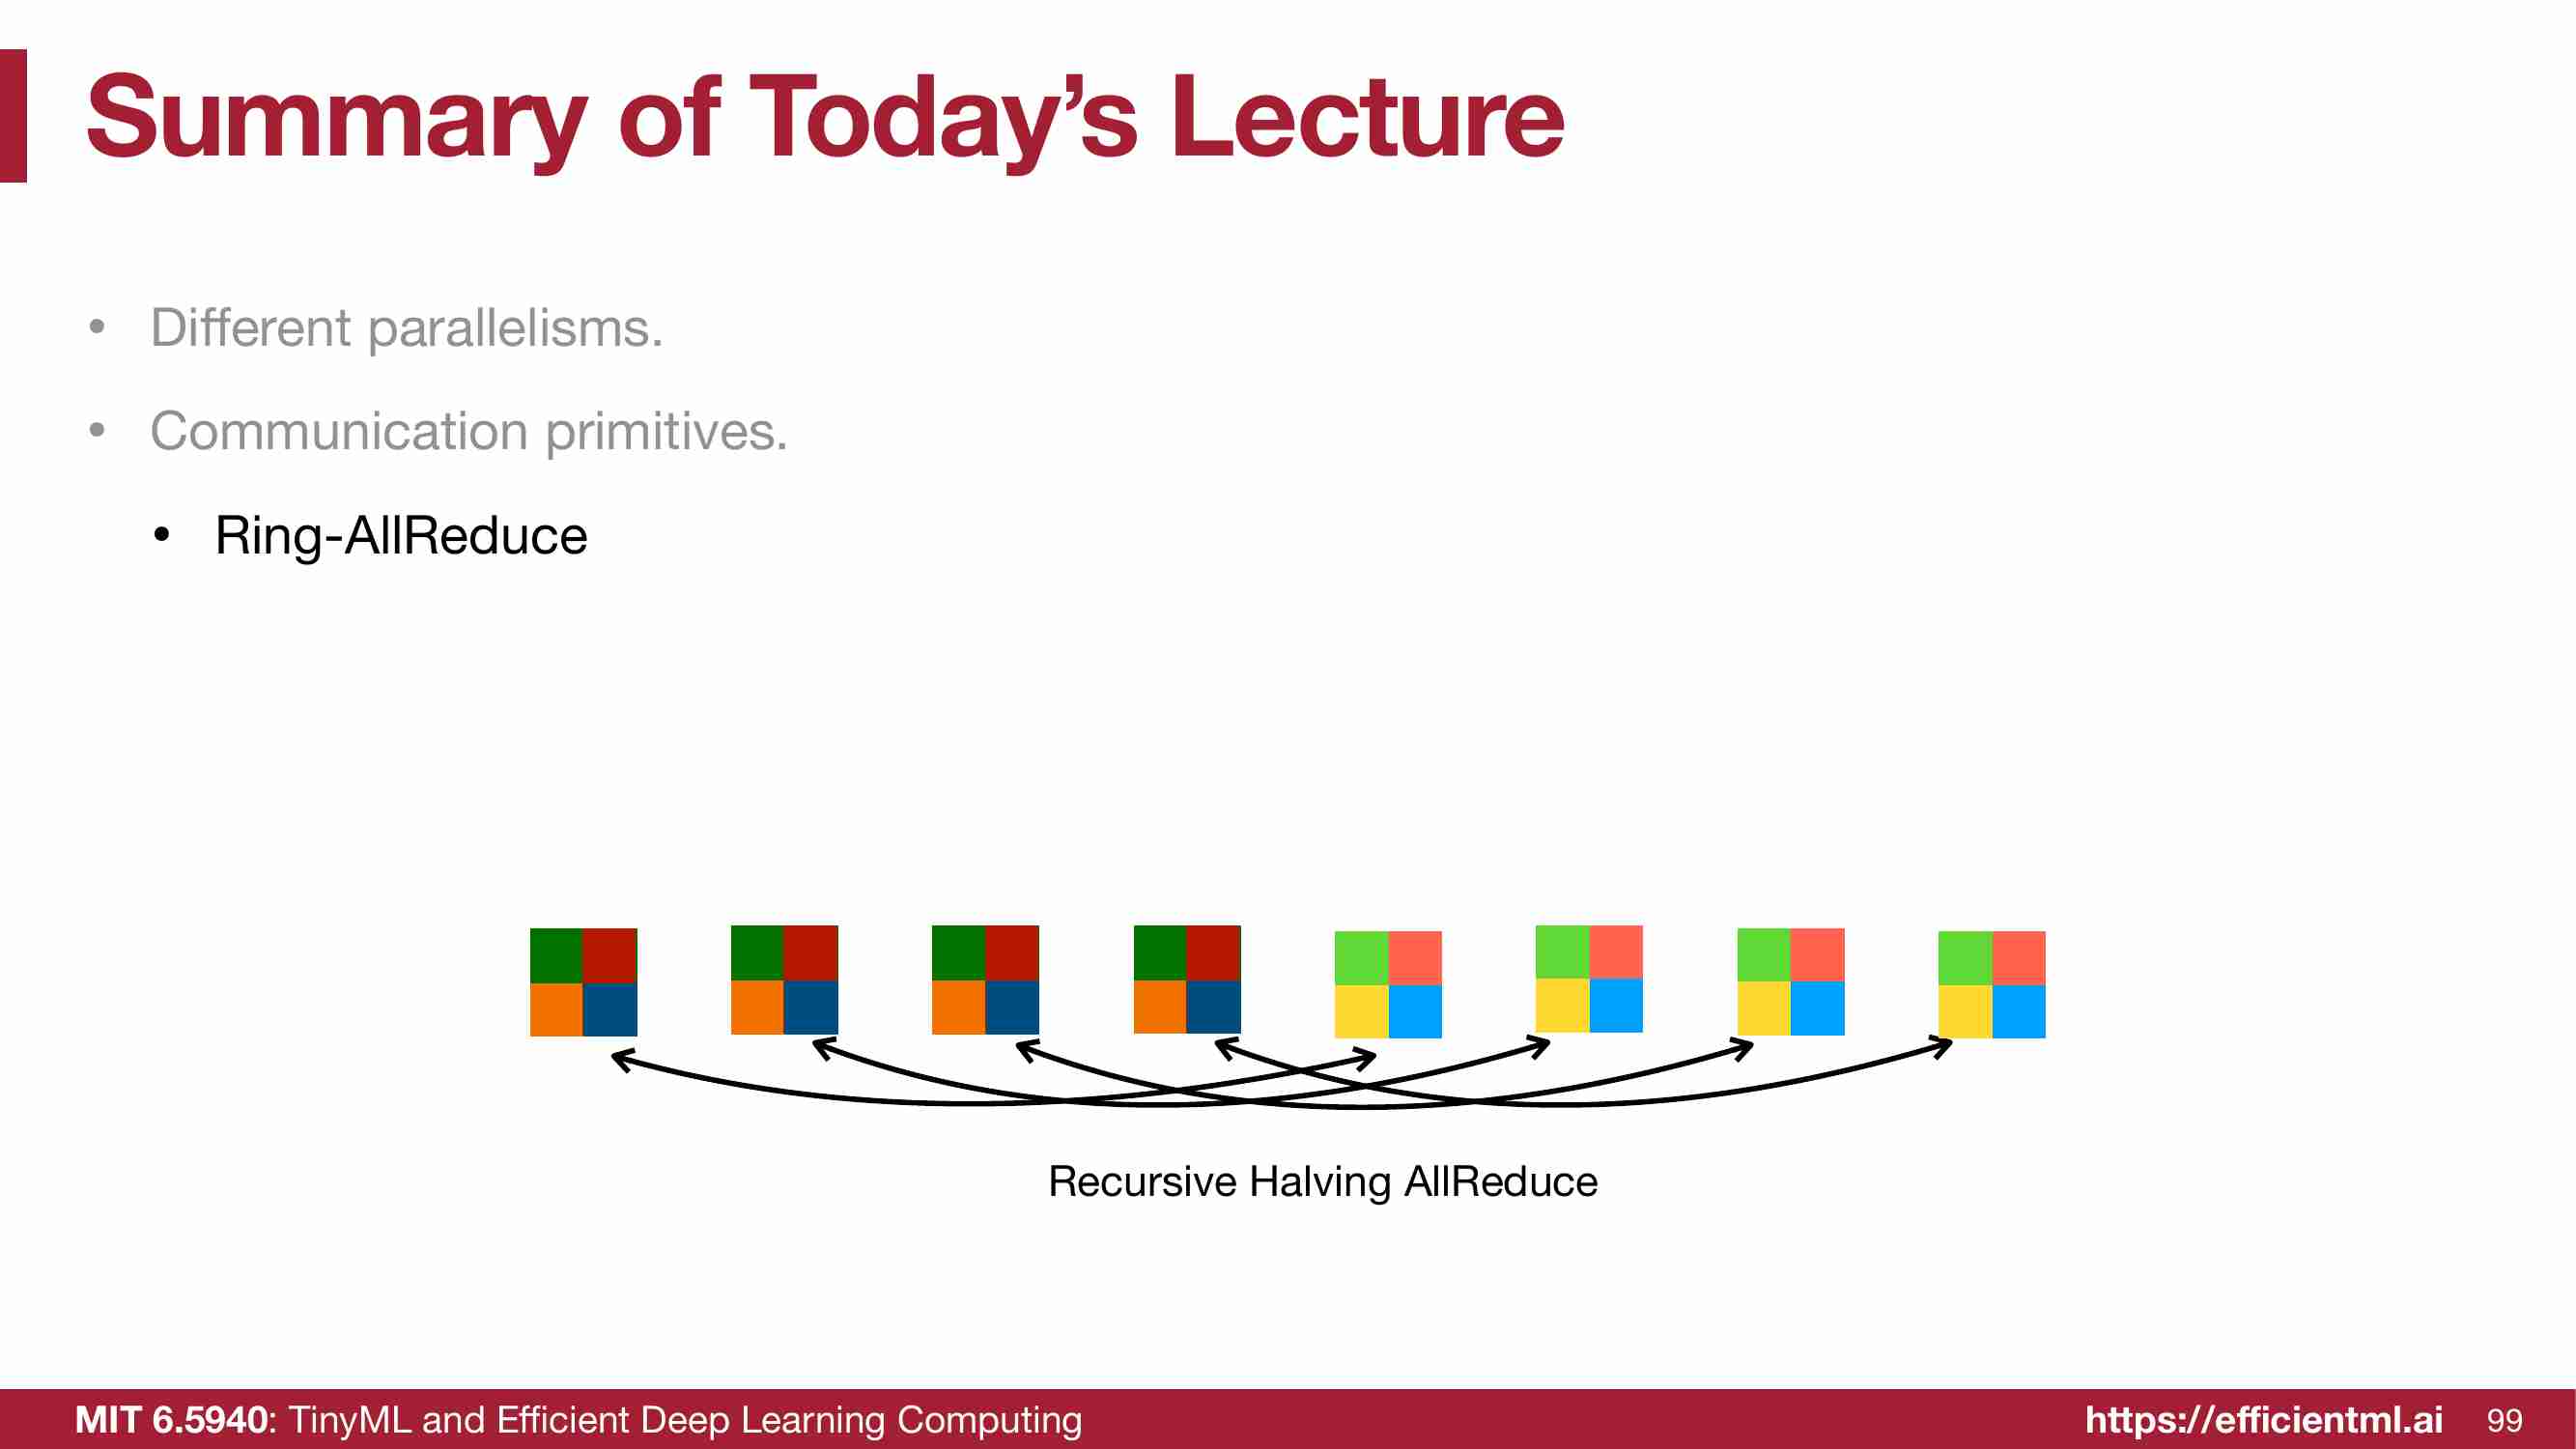 Summary of Today’s Lecture
• Different parallelisms.
• Communication primitives.
• Ring-AllReduce
Recursive Halving AllReduce
MIT 6.5940: TinyML and Efficient Deep Learning Computing
https://efficientml.ai 99